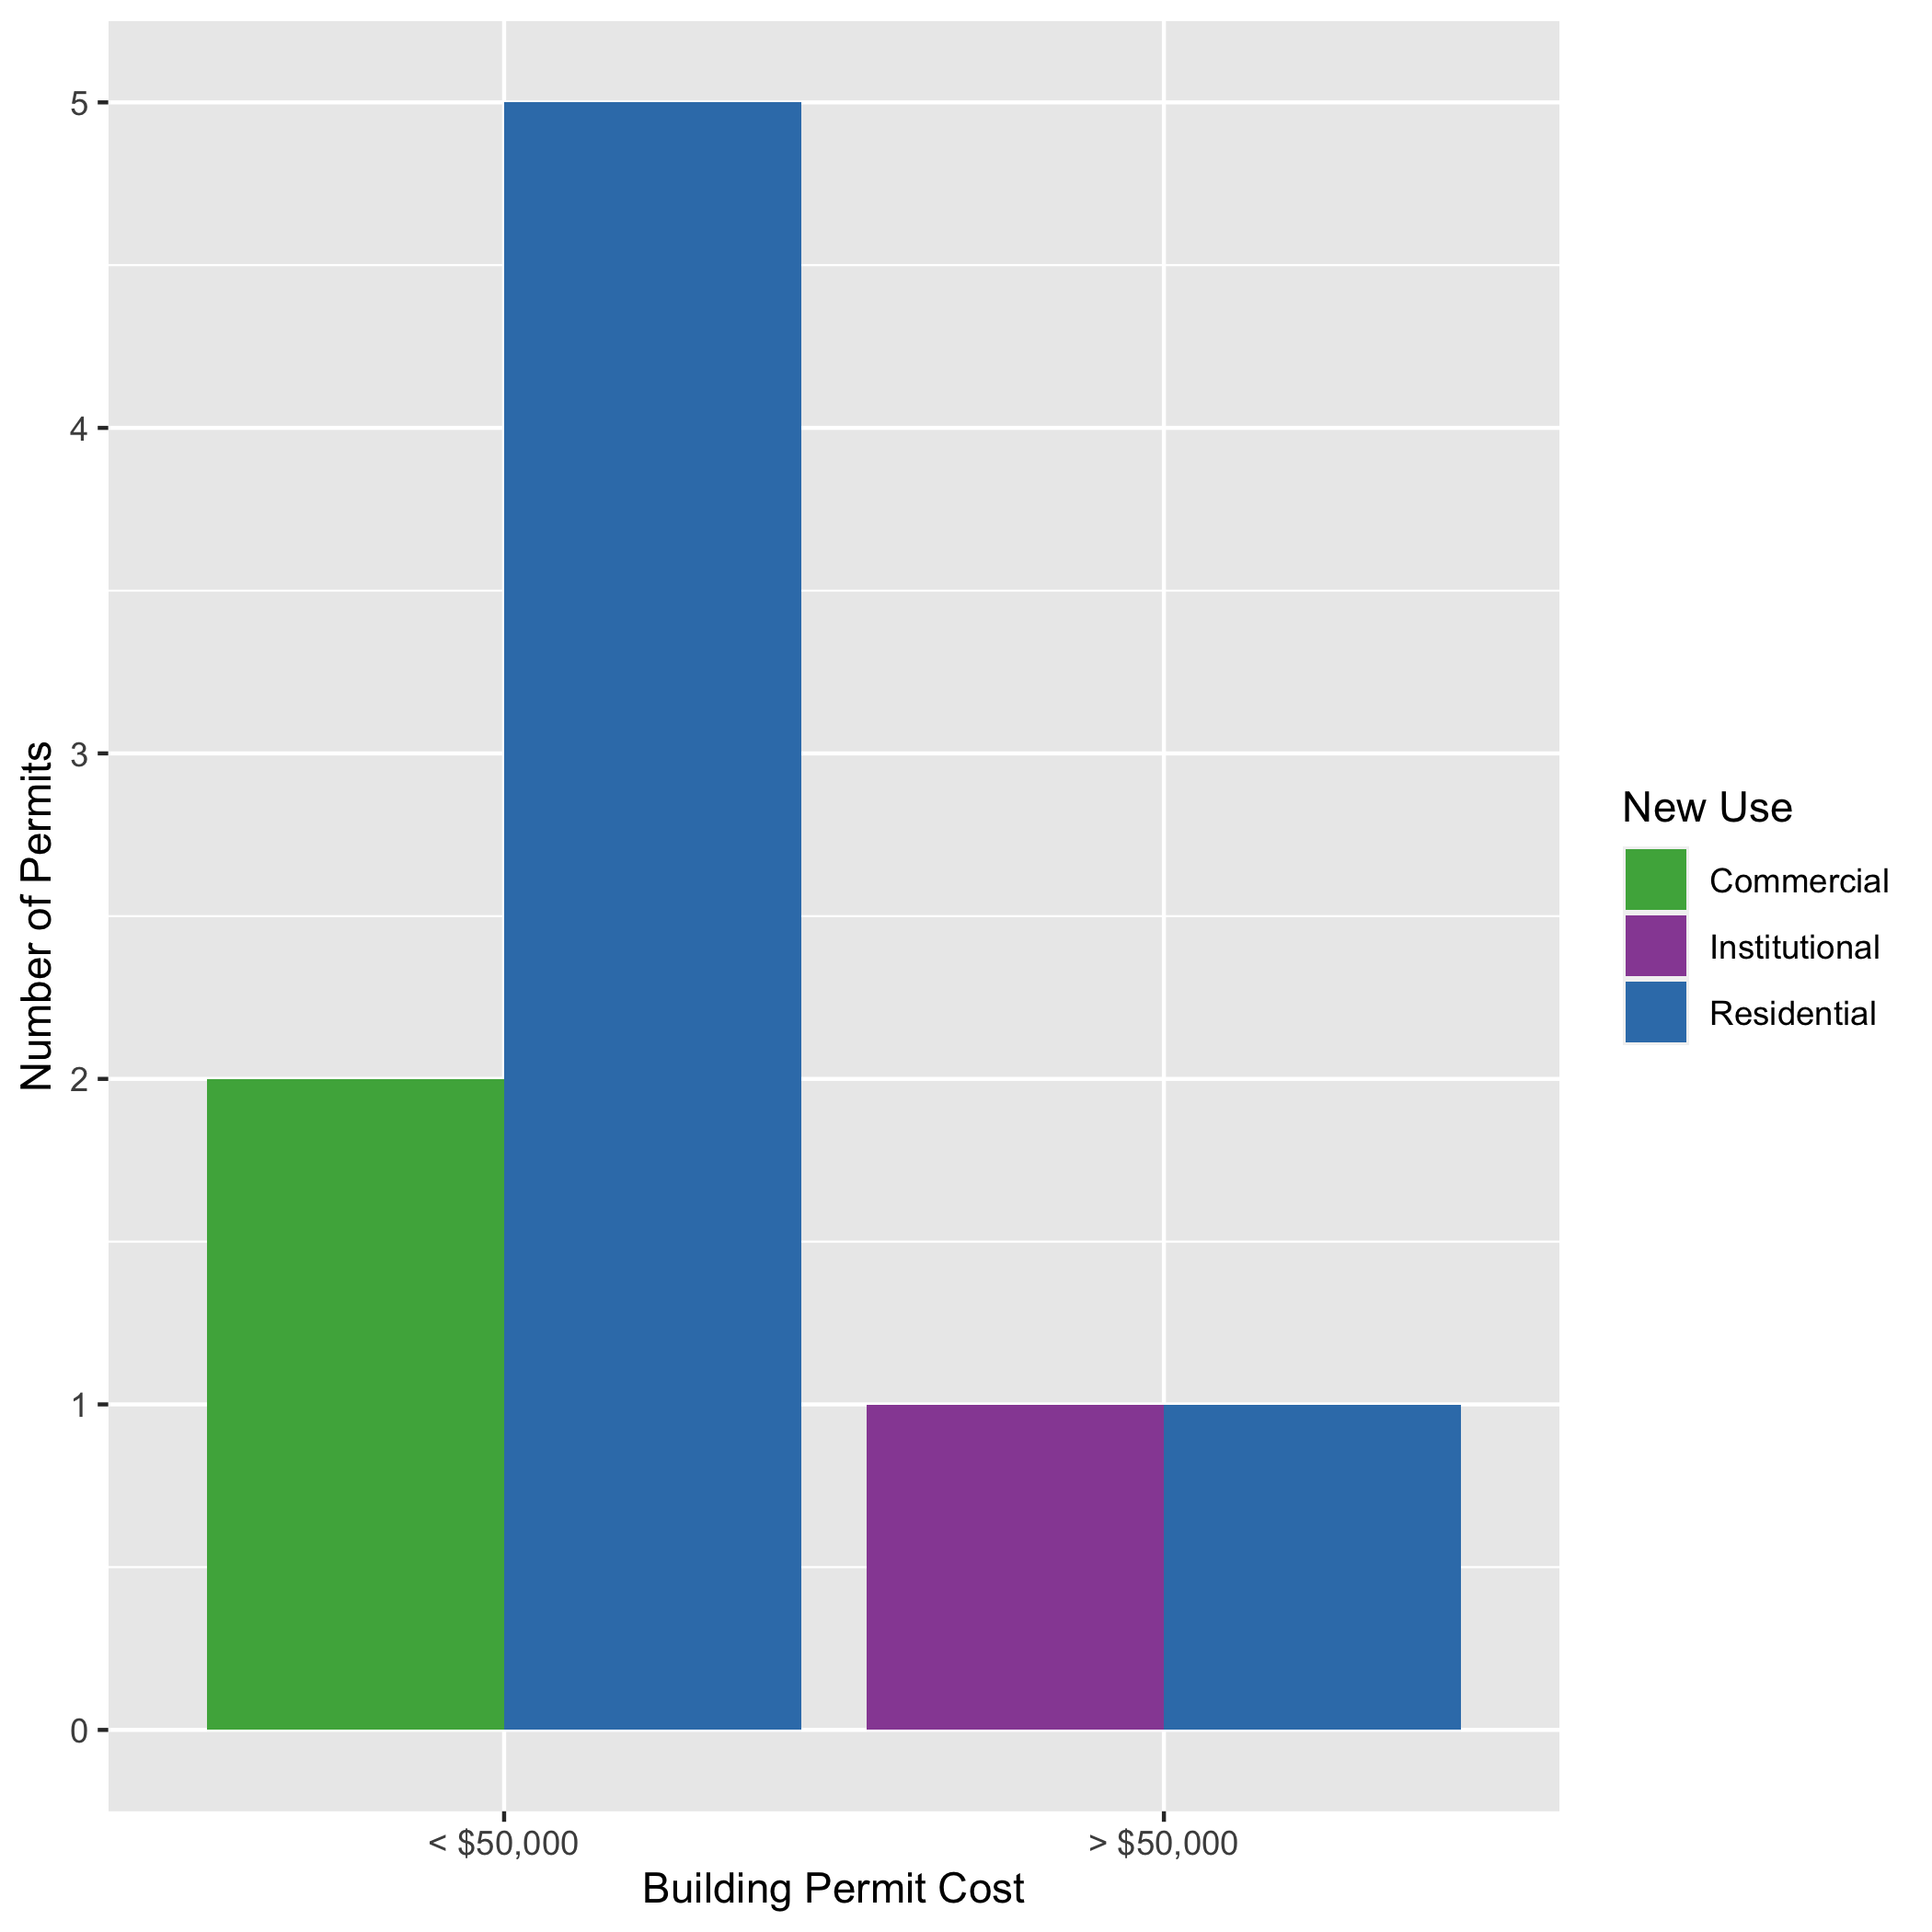 5
4
3
2
1
0
Number of Permits
< $50,000
> $50,000
Building Permit Cost
New Use
Commercial
Institutional
Residential